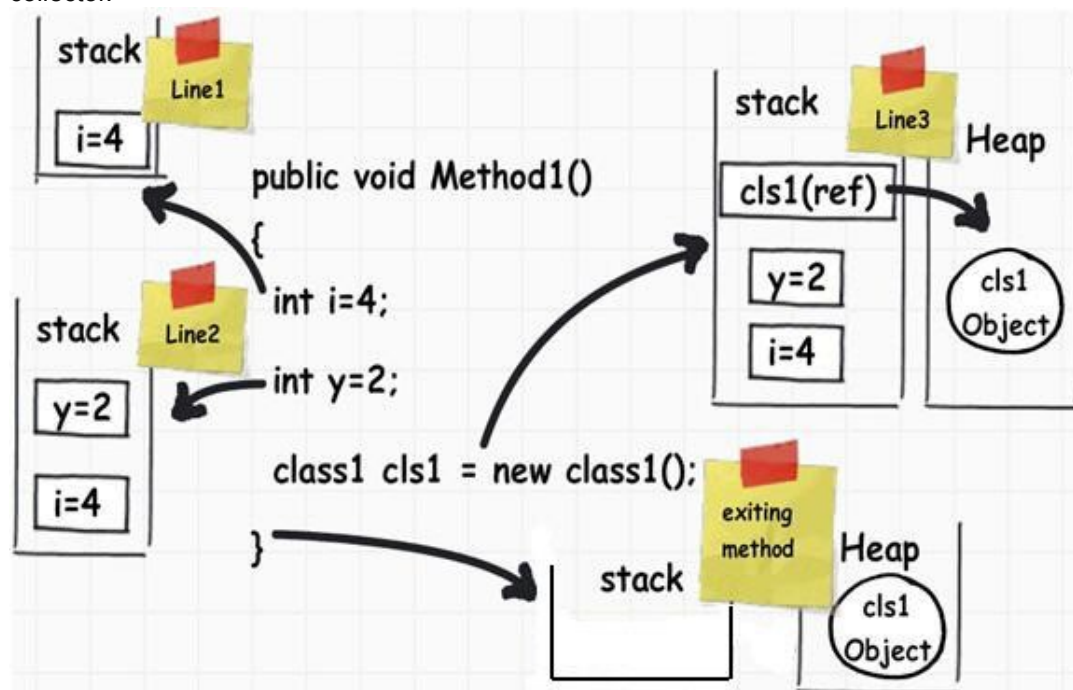 stack
Line1
i=4
public void Method1()
{
int i=4;
stack
Line2
int y=2;
y=2
i=4
class1 cls1 = new class1();
}
stack
Line3
Heap
cls1(ref)
y=2
i=4
cls1
Object
exiting
method
stack
Heap
cls1
Object